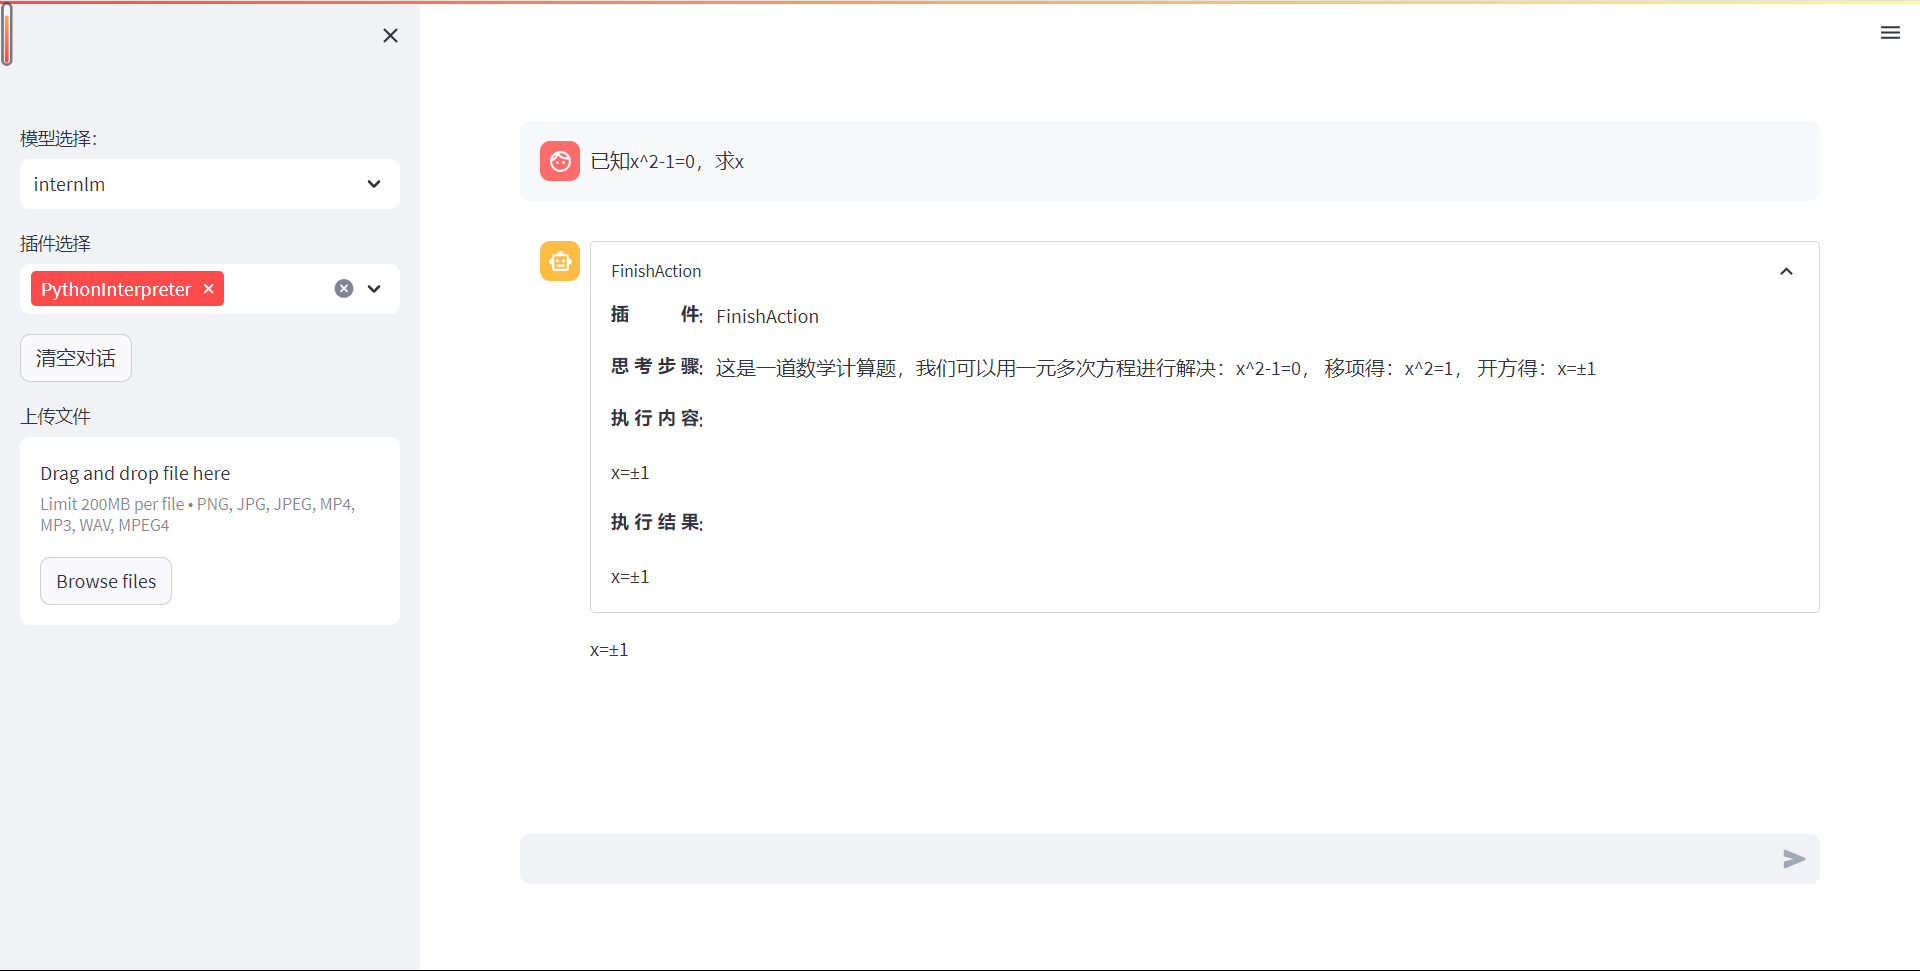 模型选择：
internlm
插件选择
PythonInterpreter
清空对话
上传文件
Drag and drop file here
Limit 200MB per file • PNG, JPG, JPEG, MP4,
MP3, WAV, MPEG4
Browse files
已知x^2-1=0，求x
FinishAction
插 件: FinishAction
思考步骤: 这是一道数学计算题，我们可以用一元多次方程进行解决：x^2-1=0， 移项得：x^2=1， 开方得：x=±1
执行内容:
x=±1
执行结果:
x=±1
x=±1